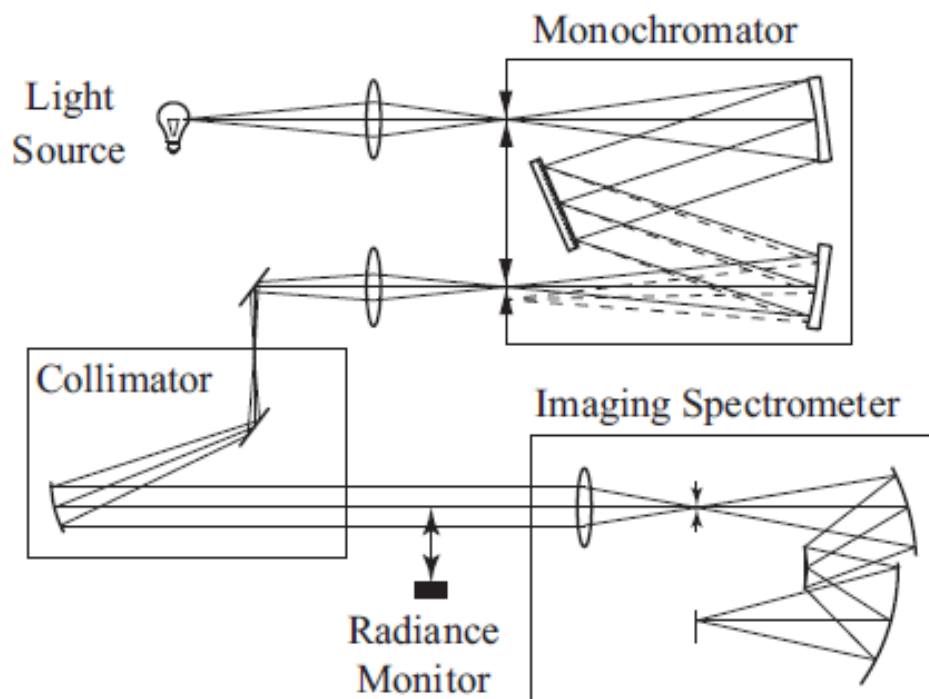 Monochromator
Light
Source
Collimator
Imaging Spectrometer
Radiance
Monitor